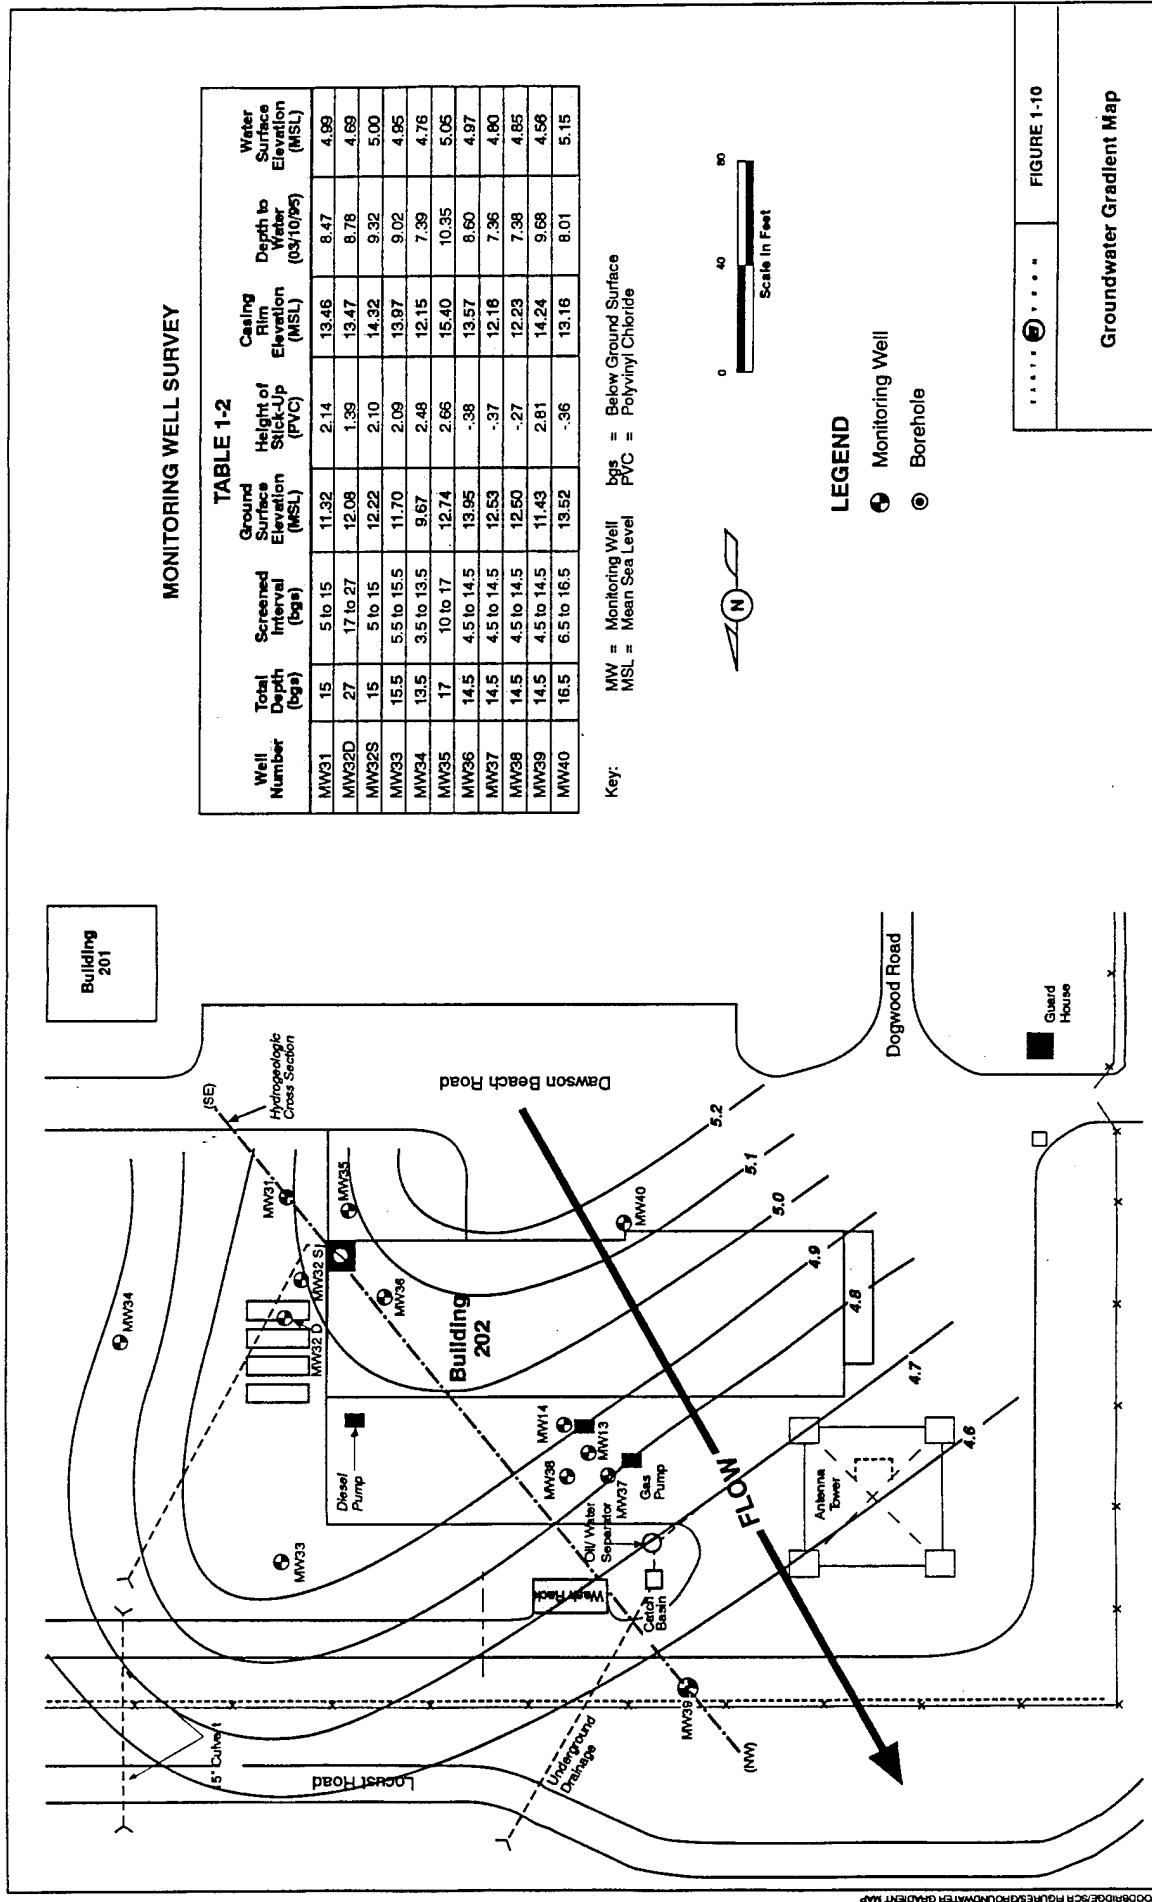 MONITORING WELL SURVEY
TABLE 1-2
Well Number Total Depth (bgs) Screened Interval (bgs) Ground Surface Elevation (MSL) Height of Stick-Up (PVC) Casing Rim Elevation (MSL) Depth to Water (03/10/95) Water Surface Elevation (MSL)
MW31 15 5 to 15 11.32 2.14 13.46 8.47 4.99
MW32D 27 17 to 27 12.08 1.39 13.47 8.78 4.69
MW32S 15 5 to 15 12.22 2.10 14.32 9.32 5.00
MW33 15.5 5.5 to 15.5 11.70 2.09 13.97 9.02 4.95
MW34 13.5 3.5 to 13.5 9.67 2.48 12.15 7.39 4.76
MW35 17 10 to 17 12.74 2.66 15.40 10.35 5.05
MW36 14.5 4.5 to 14.5 13.95 -.38 13.57 8.60 4.97
MW37 14.5 4.5 to 14.5 12.53 -.37 12.16 7.36 4.80
MW38 14.5 4.5 to 14.5 12.50 -.27 12.23 7.38 4.85
MW39 14.5 4.5 to 14.5 11.43 2.81 14.24 9.68 4.56
MW40 16.5 6.5 to 16.5 13.52 -.36 13.16 8.01 5.15
Key: MW = Monitoring Well bgs = Below Ground Surface
MSL = Mean Sea Level PVC = Polyvinyl Chloride
N
0 40 80
Scale in Feet
LEGEND
Monitoring Well
Borehole
FIGURE 1-10
Groundwater Gradient Map
Building
201
(SE)
Hydrogeologic
Cross Section
Dawson Beach Road
Dogwood Road
Guard
House
MW34
MW31
MW35
MW32 S
MW32 D
MW36
MW40
Building
202
5.2
5.1
5.0
4.9
4.8
4.7
4.6
Diesel
Pump
MW14
MW13
MW38
MW37
Gas
Pump
MW33
Oil/Water
Separator
Wash Rack
Catch
Basin
FLOW
Antenna
Tower
MW39
(NW)
Underground
Drainage
15" Culvert
Locust Road